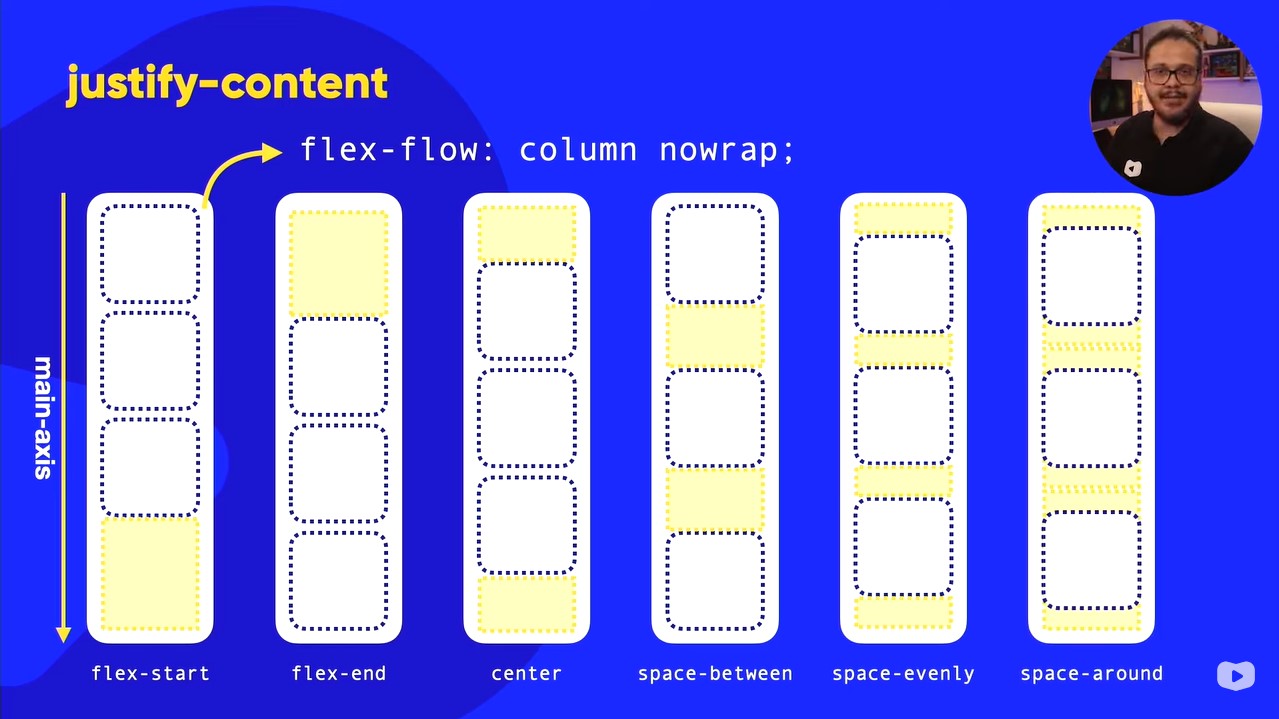 justify-content
flex-flow: column nowrap;
main-axis
flex-start
flex-end
center
space-between
space-evenly
space-around